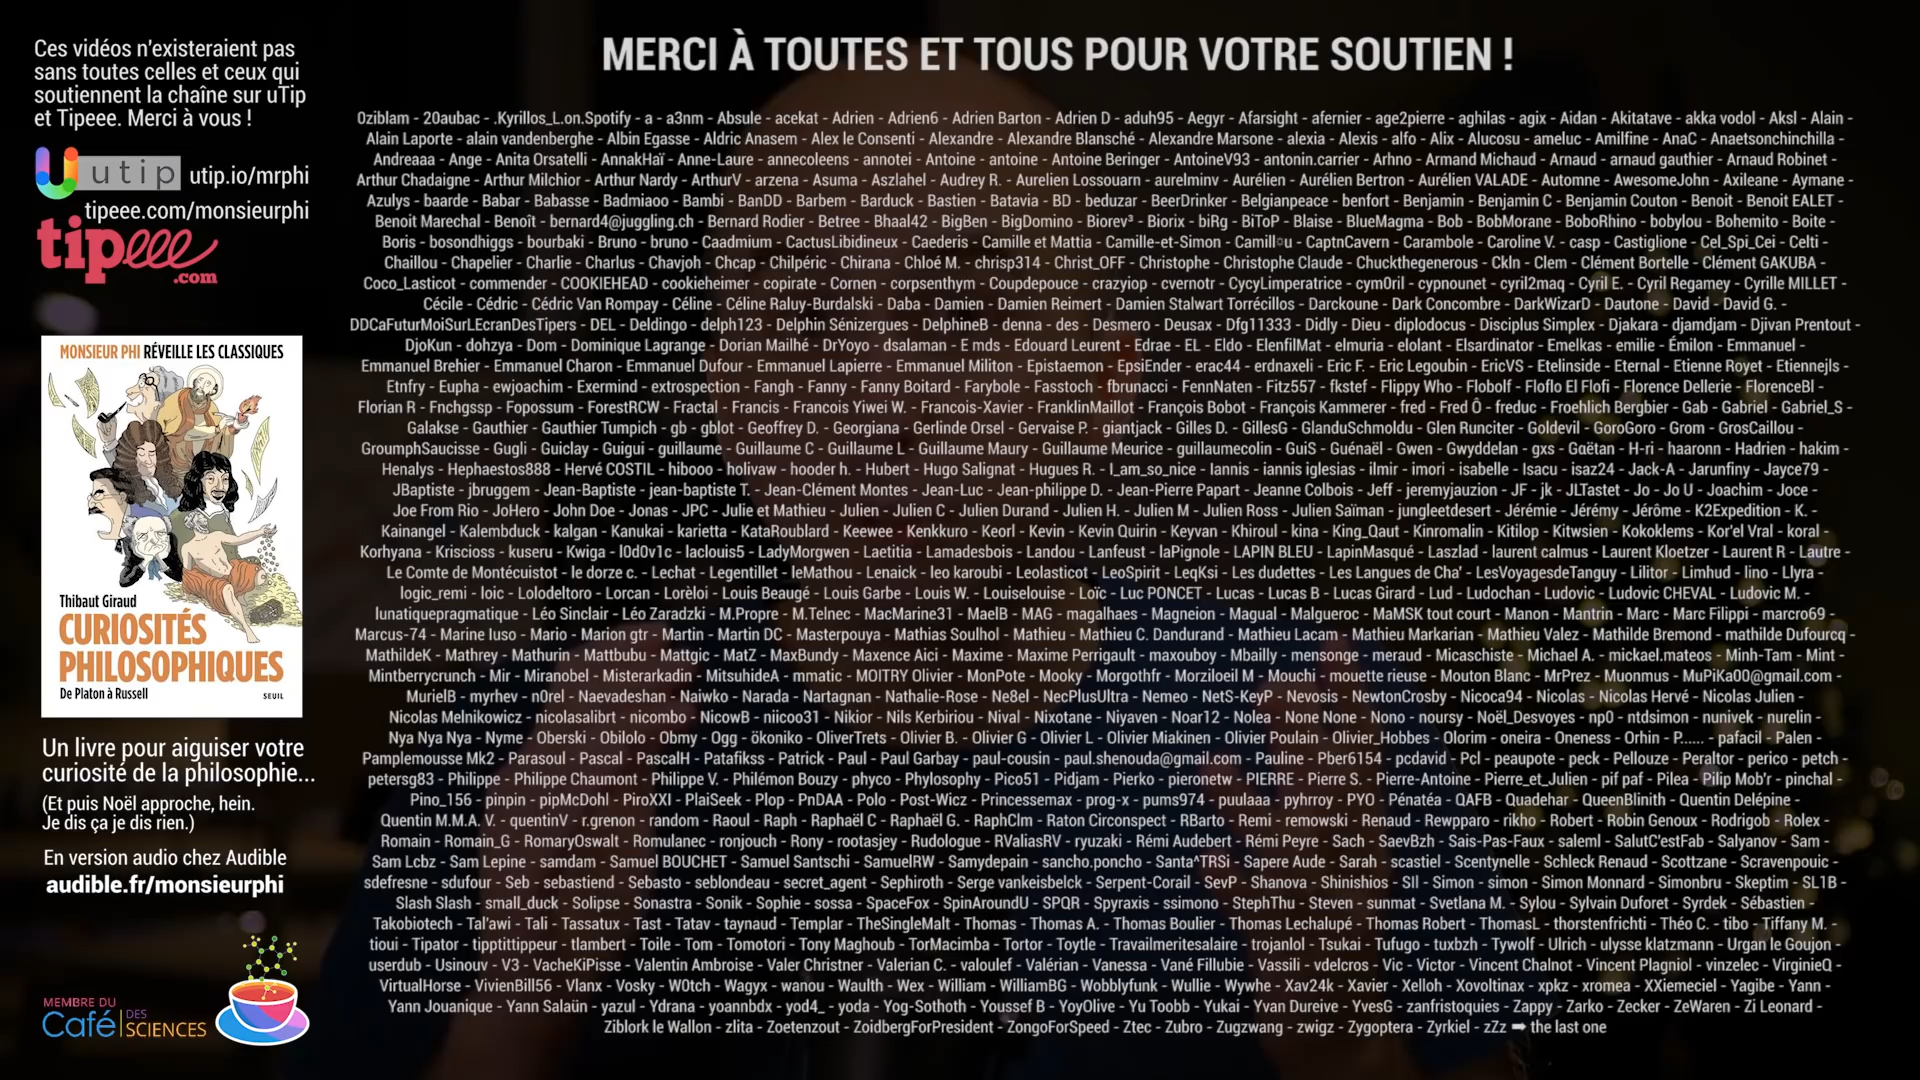 Ces vidéos n'existeraient pas
sans toutes celles et ceux qui
soutiennent la chaîne sur uTip
et Tipeee. Merci à vous !
utip utip.io/mrphi
tipeee.com/monsieurphi
tipeee
.com
MONSIEUR PHI RÉVEILLE LES CLASSIQUES
Thibaut Giraud
CURIOSITÉS
PHILOSOPHIQUES
De Platon à Russell
SEUIL
Un livre pour aiguiser votre
curiosité de la philosophie...
(Et puis Noël approche, hein.
Je dis ça je dis rien.)
En version audio chez Audible
audible.fr/monsieurphi
MEMBRE DU
Café DES
SCIENCES
MERCI À TOUTES ET TOUS POUR VOTRE SOUTIEN !
0ziblam - 20aubac - .Kyrillos_L.on.Spotify - a - a3nm - Absule - acekat - Adrien - Adrien6 - Adrien Barton - Adrien D - aduh95 - Aegyr - Afarsight - afernier - age2pierre - aghilas - agix - Aidan - Akitatave - akka vodol - Aksl - Alain -
Alain Laporte - alain vandenberghe - Albin Egasse - Aldric Anasem - Alex le Consenti - Alexandre - Alexandre Blansché - Alexandre Marsone - alexia - Alexis - alfo - Alix - Alucosu - ameluc - Amilfine - AnaC - Anaetsonchinchilla -
Andreaaa - Ange - Anita Orsatelli - AnnakHaï - Anne-Laure - annecoleens - annotei - Antoine - antoine - Antoine Beringer - AntoineV93 - antonin.carrier - Arhno - Armand Michaud - Arnaud - arnaud gauthier - Arnaud Robinet -
Arthur Chadaigne - Arthur Milchior - Arthur Nardy - ArthurV - arzena - Asuma - Aszlahel - Audrey R. - Aurelien Lossouarn - aurelminv - Aurélien - Aurélien Bertron - Aurélien VALADE - Automne - AwesomeJohn - Axileane - Aymane -
Azulys - baarde - Babar - Babasse - Badmiaoo - Bambi - BanDD - Barbem - Barduck - Bastien - Batavia - BD - beduzar - BeerDrinker - Belgianpeace - benfort - Benjamin - Benjamin C - Benjamin Couton - Benoit - Benoit EALET -
Benoit Marechal - Benoît - bernard4@juggling.ch - Bernard Rodier - Betree - Bhaal42 - BigBen - BigDomino - Biorev³ - Biorix - biRg - BiToP - Blaise - BlueMagma - Bob - BobMorane - BoboRhino - bobylou - Bohemito - Boite -
Boris - bosondhiggs - bourbaki - Bruno - bruno - Caadmium - CactusLibidineux - Caederis - Camille et Mattia - Camille-et-Simon - Camill☼u - CaptnCavern - Carambole - Caroline V. - casp - Castiglione - Cel_Spi_Cei - Celti -
Chaillou - Chapelier - Charlie - Charlus - Chavjoh - Chcap - Chilpéric - Chirana - Chloé M. - chrisp314 - Christ_OFF - Christophe - Christophe Claude - Chuckthegenerous - Ckln - Clem - Clément Bortelle - Clément GAKUBA -
Coco_Lasticot - commender - COOKIEHEAD - cookieheimer - copirate - Cornen - corpsenthym - Coupdepouce - crazyiop - cvernotr - CycyLimperatrice - cym0ril - cypnounet - cyril2maq - Cyril E. - Cyril Regamey - Cyrille MILLET -
Cécile - Cédric - Cédric Van Rompay - Céline - Céline Raluy-Burdalski - Daba - Damien - Damien Reimert - Damien Stalwart Torrécillos - Darckoune - Dark Concombre - DarkWizarD - Dautone - David - David G. -
DDCaFuturMoiSurLEcranDesTipers - DEL - Deldingo - delph123 - Delphin Sénizergues - DelphineB - denna - des - Desmero - Deusax - Dfg11333 - Didly - Dieu - diplodocus - Disciplus Simplex - Djakara - djamdjam - Djivan Prentout -
DjoKun - dohzya - Dom - Dominique Lagrange - Dorian Mailhé - DrYoyo - dsalaman - E mds - Edouard Leurent - Edrae - EL - Eldo - ElenfilMat - elmuria - elolant - Elsardinator - Emelkas - emilie - Émilon - Emmanuel -
Emmanuel Brehier - Emmanuel Charon - Emmanuel Dufour - Emmanuel Lapierre - Emmanuel Militon - Epistaemon - EpsiEnder - erac44 - erdnaxeli - Eric F. - Eric Legoubin - EricVS - Etelinside - Eternal - Etienne Royet - Etiennejls -
Etnfry - Eupha - ewjoachim - Exermind - extrospection - Fangh - Fanny - Fanny Boitard - Farybole - Fasstoch - fbrunacci - FennNaten - Fitz557 - fkstef - Flippy Who - Flobolf - Floflo El Flofi - Florence Dellerie - FlorenceBl -
Florian R - Fnchgssp - Fopossum - ForestRCW - Fractal - Francis - Francois Yiwei W. - Francois-Xavier - FranklinMaillot - François Bobot - François Kammerer - fred - Fred Ô - freduc - Froehlich Bergbier - Gab - Gabriel - Gabriel_S -
Galakse - Gauthier - Gauthier Tumpich - gb - gblot - Geoffrey D. - Georgiana - Gerlinde Orsel - Gervaise P. - giantjack - Gilles D. - GillesG - GlanduSchmoldu - Glen Runciter - Goldevil - GoroGoro - Grom - GrosCaillou -
GroumphSaucisse - Gugli - Guiclay - Guigui - guillaume - Guillaume C - Guillaume L - Guillaume Maury - Guillaume Meurice - guillaumecolin - GuiS - Guénaël - Gwen - Gwyddelan - gxs - Gaëtan - H-ri - haaronn - Hadrien - hakim -
Henalys - Hephaestos888 - Hervé COSTIL - hibooo - holivaw - hooder h. - Hubert - Hugo Salignat - Hugues R. - I_am_so_nice - Iannis - iannis iglesias - ilmir - imori - isabelle - Isacu - isaz24 - Jack-A - Jarunfiny - Jayce79 -
JBaptiste - jbruggem - Jean-Baptiste - jean-baptiste T. - Jean-Clément Montes - Jean-Luc - Jean-philippe D. - Jean-Pierre Papart - Jeanne Colbois - Jeff - jeremyjauzion - JF - jk - JLTastet - Jo - Jo U - Joachim - Joce -
Joe From Rio - JoHero - John Doe - Jonas - JPC - Julie et Mathieu - Julien - Julien C - Julien Durand - Julien H. - Julien M - Julien Ross - Julien Saïman - jungleetdesert - Jérémie - Jérémy - Jérôme - K2Expedition - K. -
Kainangel - Kalembduck - kalgan - Kanukai - karietta - KataRoublard - Keewee - Kenkkuro - Keorl - Kevin - Kevin Quirin - Keyvan - Khiroul - kina - King_Qaut - Kinromalin - Kitilop - Kitwsien - Kokoklems - Kor'el Vral - koral -
Korhyana - Kriscioss - kuseru - Kwiga - l0d0v1c - laclouis5 - LadyMorgwen - Laetitia - Lamadesbois - Landou - Lanfeust - laPignole - LAPIN BLEU - LapinMasqué - Laszlad - laurent calmus - Laurent Kloetzer - Laurent R - Lautre -
Le Comte de Montécuistot - le dorze c. - Lechat - Legentillet - leMathou - Lenaick - leo karoubi - Leolasticot - LeoSpirit - LeqKsi - Les dudettes - Les Langues de Cha' - LesVoyagesdeTanguy - Lilitor - Limhud - lino - Llyra -
logic_remi - loic - Lolodeltoro - Lorcan - Lorèloi - Louis Beaugé - Louis Garbe - Louis W. - Louiselouise - Loïc - Luc PONCET - Lucas - Lucas B - Lucas Girard - Lud - Ludochan - Ludovic - Ludovic CHEVAL - Ludovic M. -
lunatiquepragmatique - Léo Sinclair - Léo Zaradzki - M.Propre - M.Telnec - MacMarine31 - MaelB - MAG - magalhaes - Magneion - Magual - Malgueroc - MaMSK tout court - Manon - Mantrin - Marc - Marc Filippi - marcro69 -
Marcus-74 - Marine Iuso - Mario - Marion gtr - Martin - Martin DC - Masterpouya - Mathias Soulhol - Mathieu - Mathieu C. Dandurand - Mathieu Lacam - Mathieu Markarian - Mathieu Valez - Mathilde Bremond - mathilde Dufourcq -
MathildeK - Mathrey - Mathurin - Mattbubu - Mattgic - MatZ - MaxBundy - Maxence Aici - Maxime - Maxime Perrigault - maxouboy - Mbailly - mensonge - meraud - Micaschiste - Michael A. - mickael.mateos - Minh-Tam - Mint -
Mintberrycrunch - Mir - Miranobel - Misterarkadin - MitsuhideA - mmatic - MOITRY Olivier - MonPote - Mooky - Morgothfr - Morziloeil M - Mouchi - mouette rieuse - Mouton Blanc - MrPrez - Muonmus - MuPiKa00@gmail.com -
MurielB - myrhev - n0rel - Naevadeshan - Naiwko - Narada - Nartagnan - Nathalie-Rose - Ne8el - NecPlusUltra - Nemeo - NetS-KeyP - Nevosis - NewtonCrosby - Nicoca94 - Nicolas - Nicolas Hervé - Nicolas Julien -
Nicolas Melnikowicz - nicolasalibrt - nicombo - NicowB - niicoo31 - Nikior - Nils Kerbiriou - Nival - Nixotane - Niyaven - Noar12 - Nolea - None None - Nono - noursy - Noël_Desvoyes - np0 - ntdsimon - nunivek - nurelin -
Nya Nya Nya - Nyme - Oberski - Obilolo - Obmy - Ogg - ökoniko - OliverTrets - Olivier B. - Olivier G - Olivier L - Olivier Miakinen - Olivier Poulain - Olivier_Hobbes - Olorim - oneira - Oneness - Orhin - P...... - pafacil - Palen -
Pamplemousse Mk2 - Parasoul - Pascal - PascalH - Patafikss - Patrick - Paul - Paul Garbay - paul-cousin - paul.shenouda@gmail.com - Pauline - Pber6154 - pcdavid - Pcl - peaupote - peck - Pellouze - Peraltor - perico - petch -
petersg83 - Philippe - Philippe Chaumont - Philippe V. - Philémon Bouzy - phyco - Phylosophy - Pico51 - Pidjam - Pierko - pieronetw - PIERRE - Pierre S. - Pierre-Antoine - Pierre_et_Julien - pif paf - Pilea - Pilip Mob'r - pinchal -
Pino_156 - pinpin - pipMcDohl - PiroXXI - PlaiSeek - Plop - PnDAA - Polo - Post-Wicz - Princessemax - prog-x - pums974 - puulaaa - pyhrroy - PYO - Pénatéa - QAFB - Quadehar - QueenBlinith - Quentin Delépine -
Quentin M.M.A. V. - quentinV - r.grenon - random - Raoul - Raph - Raphaël C - Raphaël G. - RaphClm - Raton Circonspect - RBarto - Remi - remowski - Renaud - Rewpparo - rikho - Robert - Robin Genoux - Rodrigob - Rolex -
Romain - Romain_G - RomaryOswalt - Romulanec - ronjouch - Rony - rootasjey - Rudologue - RValiasRV - ryuzaki - Rémi Audebert - Rémi Peyre - Sach - SaevBzh - Sais-Pas-Faux - saleml - SalutC'estFab - Salyanov - Sam -
Sam Lcbz - Sam Lepine - samdam - Samuel BOUCHET - Samuel Santschi - SamuelRW - Samydepain - sancho.poncho - Santa^TRSi - Sapere Aude - Sarah - scastiel - Scentynelle - Schleck Renaud - Scottzane - Scravenpouic -
sdefresne - sdufour - Seb - sebastiend - Sebasto - seblondeau - secret_agent - Sephiroth - Serge vankeisbelck - Serpent-Corail - SevP - Shanova - Shinishios - SIl - Simon - simon - Simon Monnard - Simonbru - Skeptim - SL1B -
Slash Slash - small_duck - Solipse - Sonastra - Sonik - Sophie - sossa - SpaceFox - SpinAroundU - SPQR - Spyraxis - ssimono - StephThu - Steven - sunmat - Svetlana M. - Sylou - Sylvain Duforet - Syrdek - Sébastien -
Takobiotech - Tal'awi - Tali - Tassatux - Tast - Tatav - taynaud - Templar - TheSingleMalt - Thomas - Thomas A. - Thomas Boulier - Thomas Lechalupé - Thomas Robert - ThomasL - thorstenfrichti - Théo C. - tibo - Tiffany M. -
tioui - Tipator - tipptittippeur - tlambert - Toile - Tom - Tomotori - Tony Maghoub - TorMacimba - Tortor - Toytle - Travailmeritesalaire - trojanlol - Tsukai - Tufugo - tuxbzh - Tywolf - Ulrich - ulysse klatzmann - Urgan le Goujon -
userdub - Usinouv - V3 - VacheKiPisse - Valentin Ambroise - Valer Christner - Valerian C. - valoulef - Valérian - Vanessa - Vané Fillubie - Vassili - vdelcros - Vic - Victor - Vincent Chalnot - Vincent Plagniol - vinzelec - VirginieQ -
VirtualHorse - VivienBill56 - Vlanx - Vosky - W0tch - Wagyx - wanou - Waulth - Wex - William - WilliamBG - Wobblyfunk - Wullie - Wywhe - Xav24k - Xavier - Xelloh - Xovoltinax - xpkz - xromea - XXiemeciel - Yagibe - Yann -
Yann Jouanique - Yann Salaün - yazul - Ydrana - yoannbdx - yod4_ - yoda - Yog-Sothoth - Youssef B - YoyOlive - Yu Toobb - Yukai - Yvan Dureive - YvesG - zanfristoquies - Zappy - Zarko - Zecker - ZeWaren - Zi Leonard -
Ziblork le Wallon - zlita - Zoetenzout - ZoidbergForPresident - ZongoForSpeed - Ztec - Zubro - Zugzwang - zwigz - Zygoptera - Zyrkiel - zZz ➡ the last one